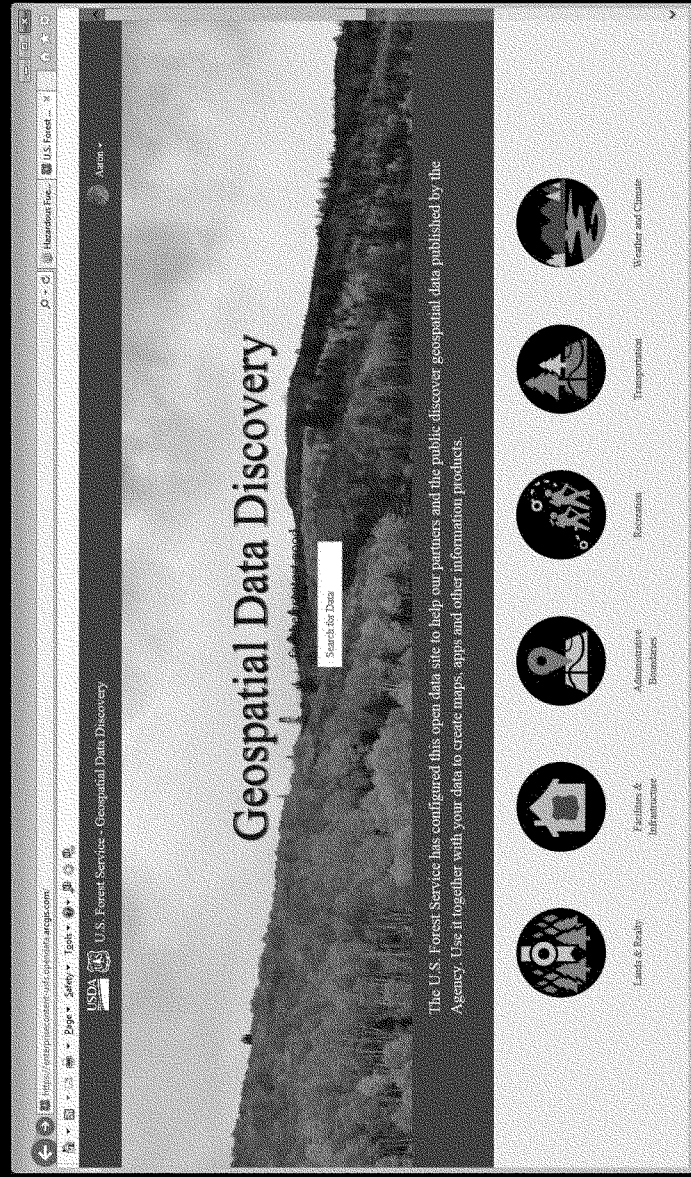 https://enterprisecontent-usfs.opendata.arcgis.com/
Hazardous Fue...
U.S. Forest ...
Page
Safety
Tools
USDA
U.S. Forest Service - Geospatial Data Discovery
Aaron
Geospatial Data Discovery
Search for Data
The U.S. Forest Service has configured this open data site to help our partners and the public discover geospatial data published by the
Agency. Use it together with your data to create maps, apps and other information products.
Lands & Realty
Facilities &
Infrastructure
Administrative
Boundaries
Recreation
Transportation
Weather and Climate